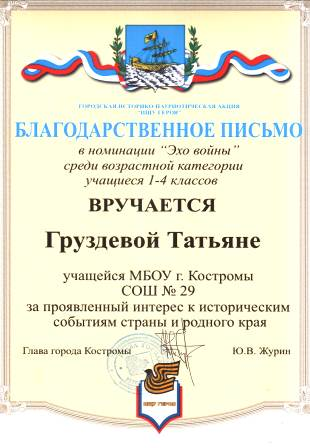 ГОРОДСКАЯ ИСТОРИКО-ПАТРИОТИЧЕСКАЯ АКЦИЯ
"ИЩУ ГЕРОЯ"
БЛАГОДАРСТВЕННОЕ ПИСЬМО
в номинации "Эхо войны"
среди возрастной категории
учащиеся 1-4 классов
ВРУЧАЕТСЯ
Груздевой Татьяне
учащейся МБОУ г. Костромы
СОШ № 29
за проявленный интерес к историческим
событиям страны и родного края
Глава города Костромы Ю.В. Журин
ИЩУ ГЕРОЯ